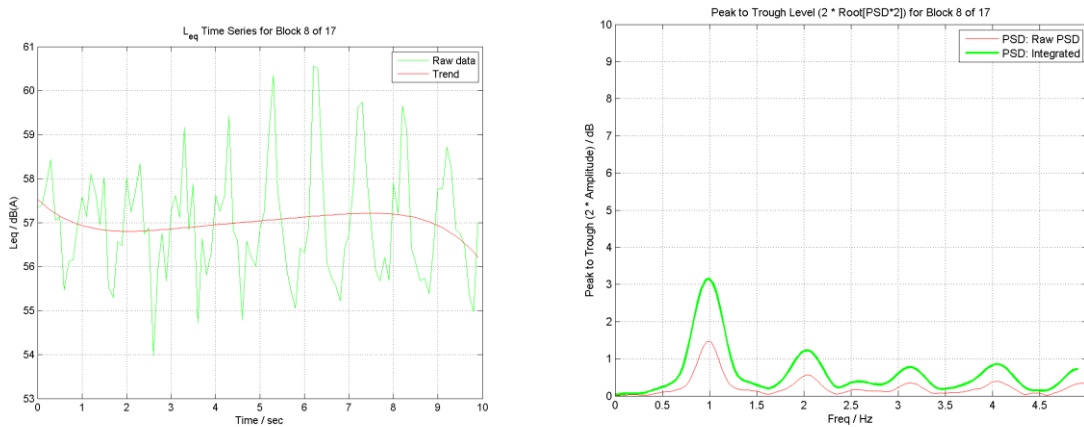 L_eq Time Series for Block 8 of 17
Raw data
Trend
61
60
59
58
57
56
55
54
53
Leq / dB(A)
0 1 2 3 4 5 6 7 8 9 10
Time / sec
Peak to Trough Level (2 * Root[PSD*2]) for Block 8 of 17
PSD: Raw PSD
PSD: Integrated
10
9
8
7
6
5
4
3
2
1
0
Peak to Trough (2 * Amplitude) / dB
0 0.5 1 1.5 2 2.5 3 3.5 4 4.5
Freq / Hz